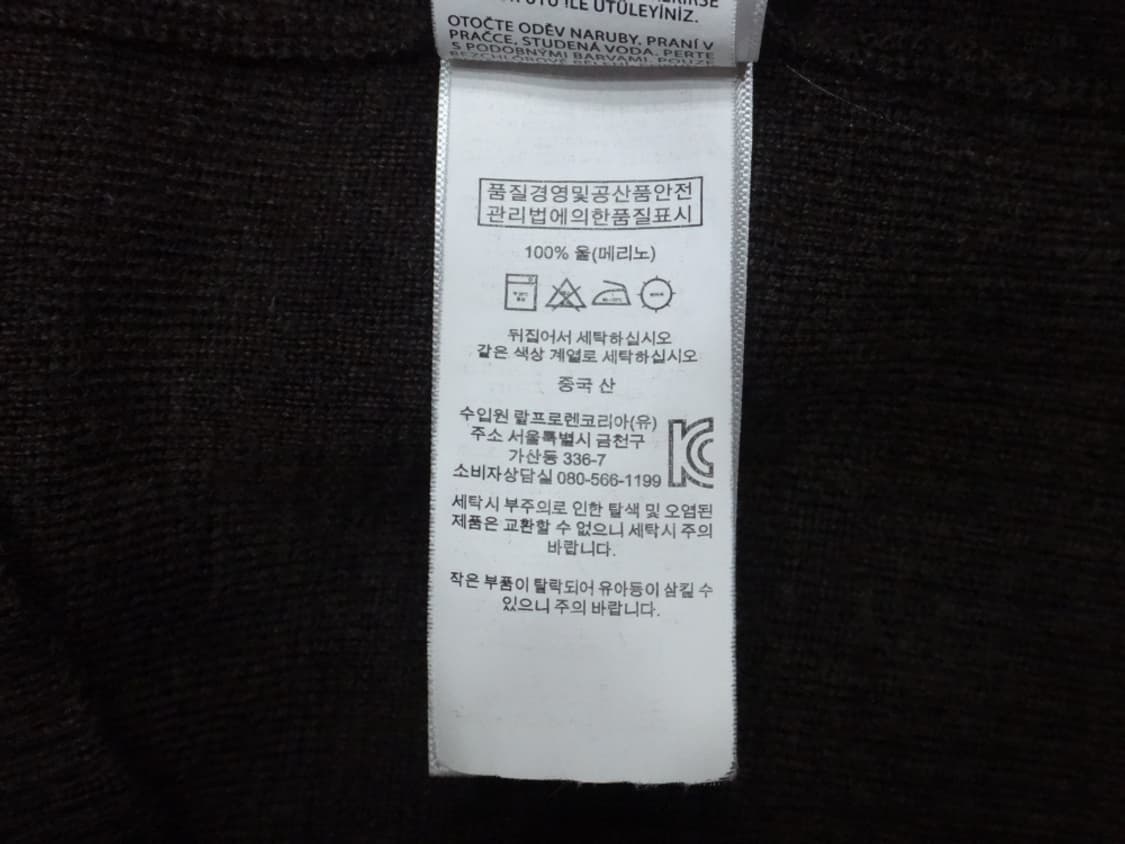 ÜTÜ İLE ÜTÜLEYİNİZ.
OTOČTE ODĚV NARUBY. PRANÍ V
PRAČCE, STUDENÁ VODA. PERTE
S PODOBNÝMI BARVAMI. POUZE
품질경영및공산품안전
관리법에의한품질표시
100% 울(메리노)
뒤집어서 세탁하십시오
같은 색상 계열로 세탁하십시오
중국 산
수입원 랄프로렌코리아(유)
주소 서울특별시 금천구
가산동 336-7
소비자상담실 080-566-1199
세탁시 부주의로 인한 탈색 및 오염된
제품은 교환할 수 없으니 세탁시 주의
바랍니다.
작은 부품이 탈락되어 유아등이 삼킬 수
있으니 주의 바랍니다.